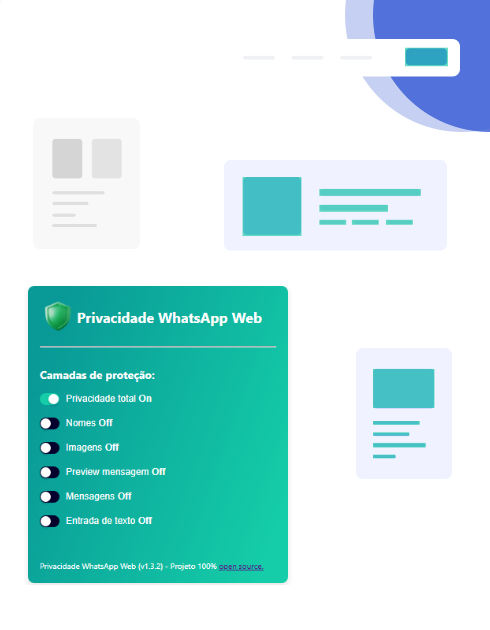 Privacidade WhatsApp Web
Camadas de proteção:
Privacidade total On
Nomes Off
Imagens Off
Preview mensagem Off
Mensagens Off
Entrada de texto Off
Privacidade WhatsApp Web (v1.3.2) - Projeto 100% open source.